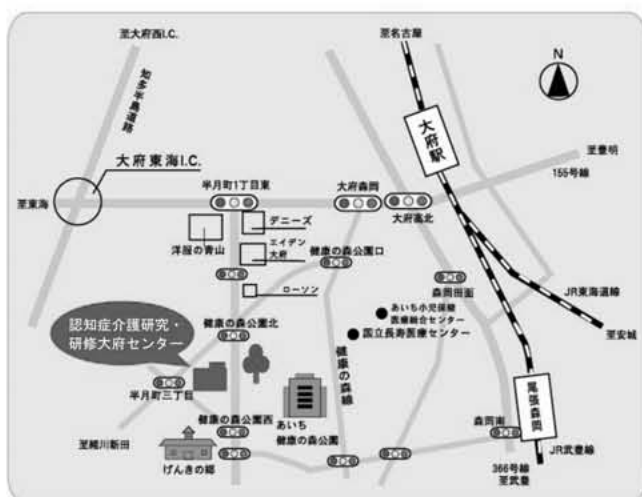 至大府西I.C.
至名古屋
N
知多半島道路
大府東海I.C.
大府駅
至豊明
155号線
至東海
半月町1丁目東
大府森岡
大府高北
洋服の青山
デニーズ
エイデン
大府
健康の森公園口
ローソン
森岡田面
JR東海道線
あいち小児保健
医療総合センター
国立長寿医療センター
至安城
認知症介護研究・
研修大府センター
健康の森公園北
健康の森線
半月町三丁目
あいち
健康の森公園
健康の森公園西
尾張森岡
森岡南
至緒川新田
げんきの郷
JR武豊線
366号線
至武豊